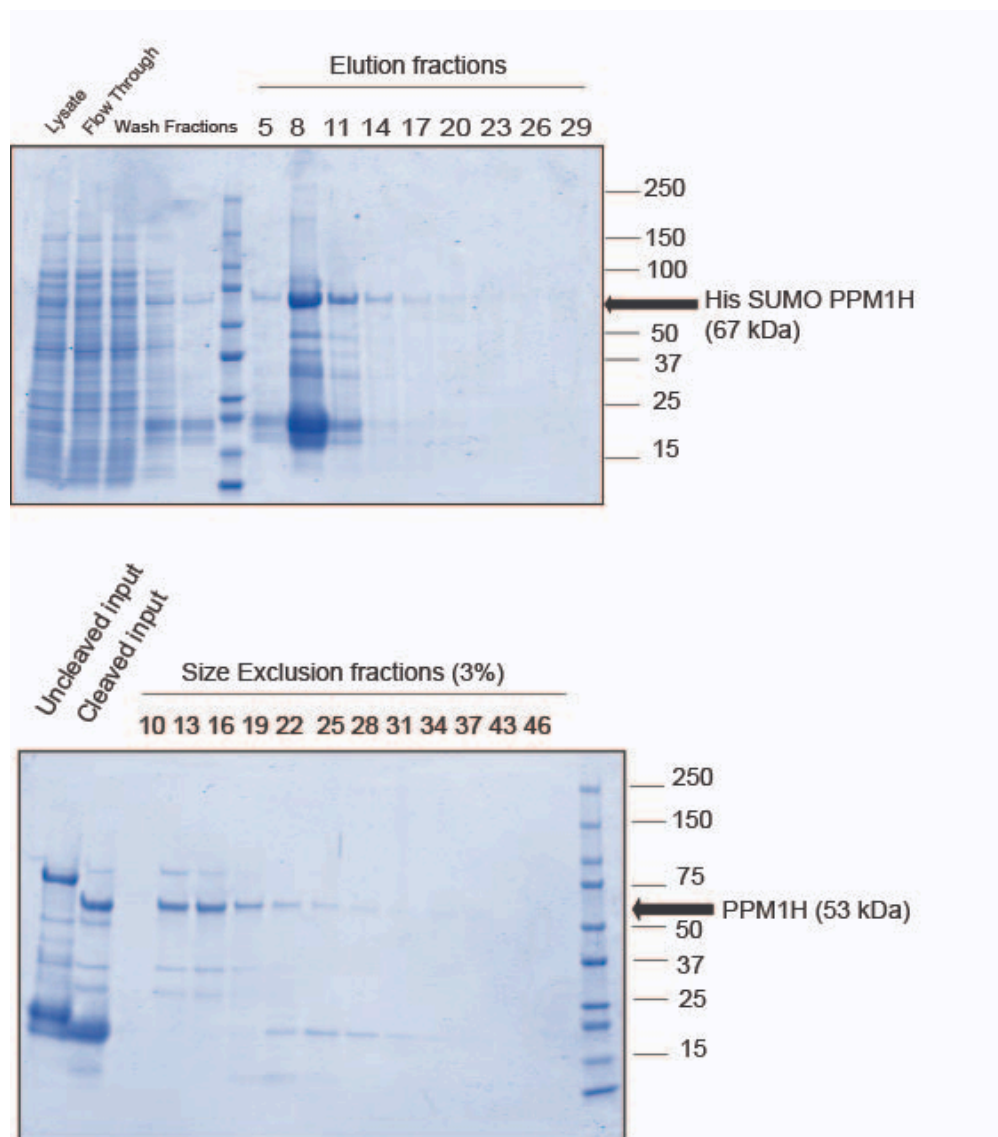 Elution fractions
Lysate
Flow Through
Wash Fractions
5 8 11 14 17 20 23 26 29
250
150
100
His SUMO PPM1H
(67 kDa)
50
37
25
15
Uncleaved input
Cleaved input
Size Exclusion fractions (3%)
10 13 16 19 22 25 28 31 34 37 43 46
250
150
75
PPM1H (53 kDa)
50
37
25
15